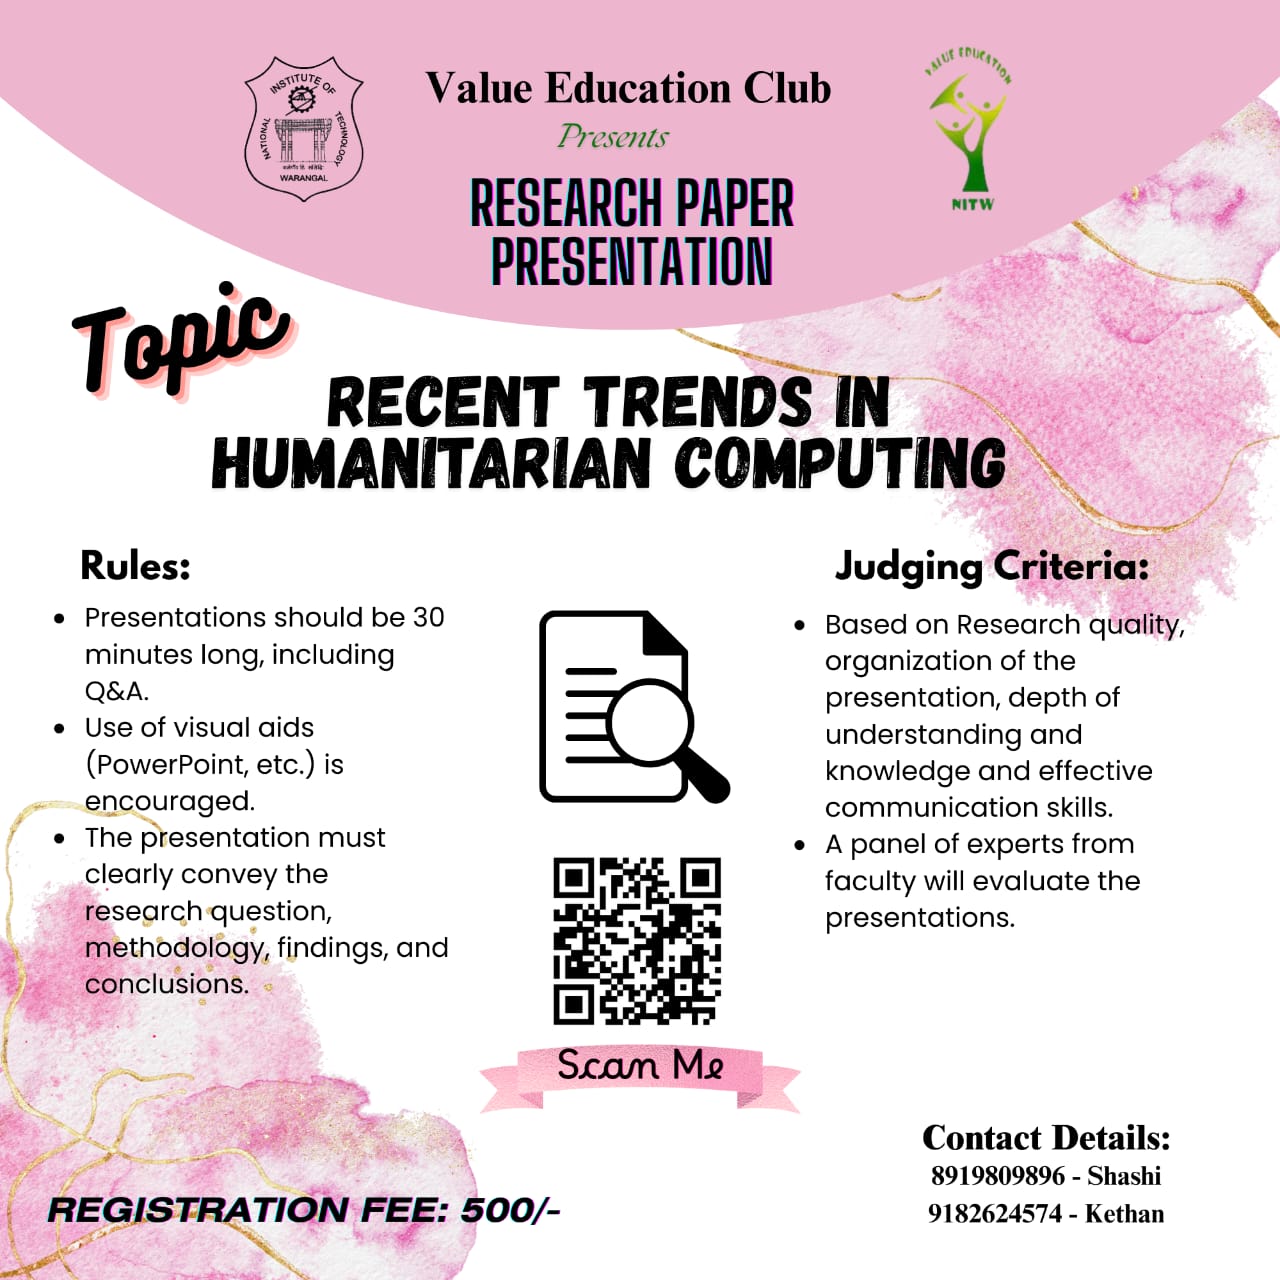 INSTITUTE OF
NATIONAL
TECHNOLOGY
WARANGAL
Value Education Club
Presents
VALUE EDUCATION
NITW
RESEARCH PAPER
PRESENTATION
Topic
RECENT TRENDS IN
HUMANITARIAN COMPUTING
Rules:
• Presentations should be 30
minutes long, including
Q&A.
• Use of visual aids
(PowerPoint, etc.) is
encouraged.
• The presentation must
clearly convey the
research question,
methodology, findings, and
conclusions.
Judging Criteria:
• Based on Research quality,
organization of the
presentation, depth of
understanding and
knowledge and effective
communication skills.
• A panel of experts from
faculty will evaluate the
presentations.
Scan Me
Contact Details:
8919809896 - Shashi
9182624574 - Kethan
REGISTRATION FEE: 500/-